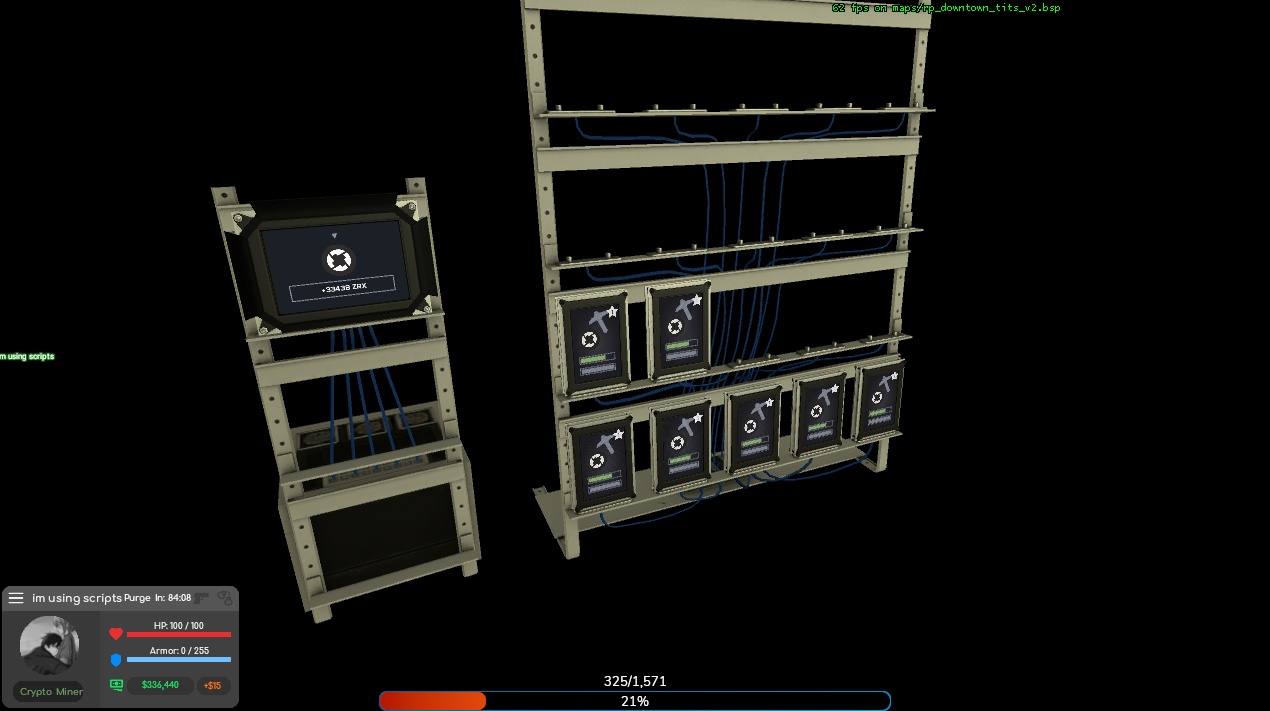 62 fps on maps/rp_downtown_tits_v2.bsp
+33438 ZRX
m using scripts
im using scripts Purge In: 84:08
HP: 100 / 100
Armor: 0 / 255
$336,440 +$15
Crypto Miner
325/1,571
21%